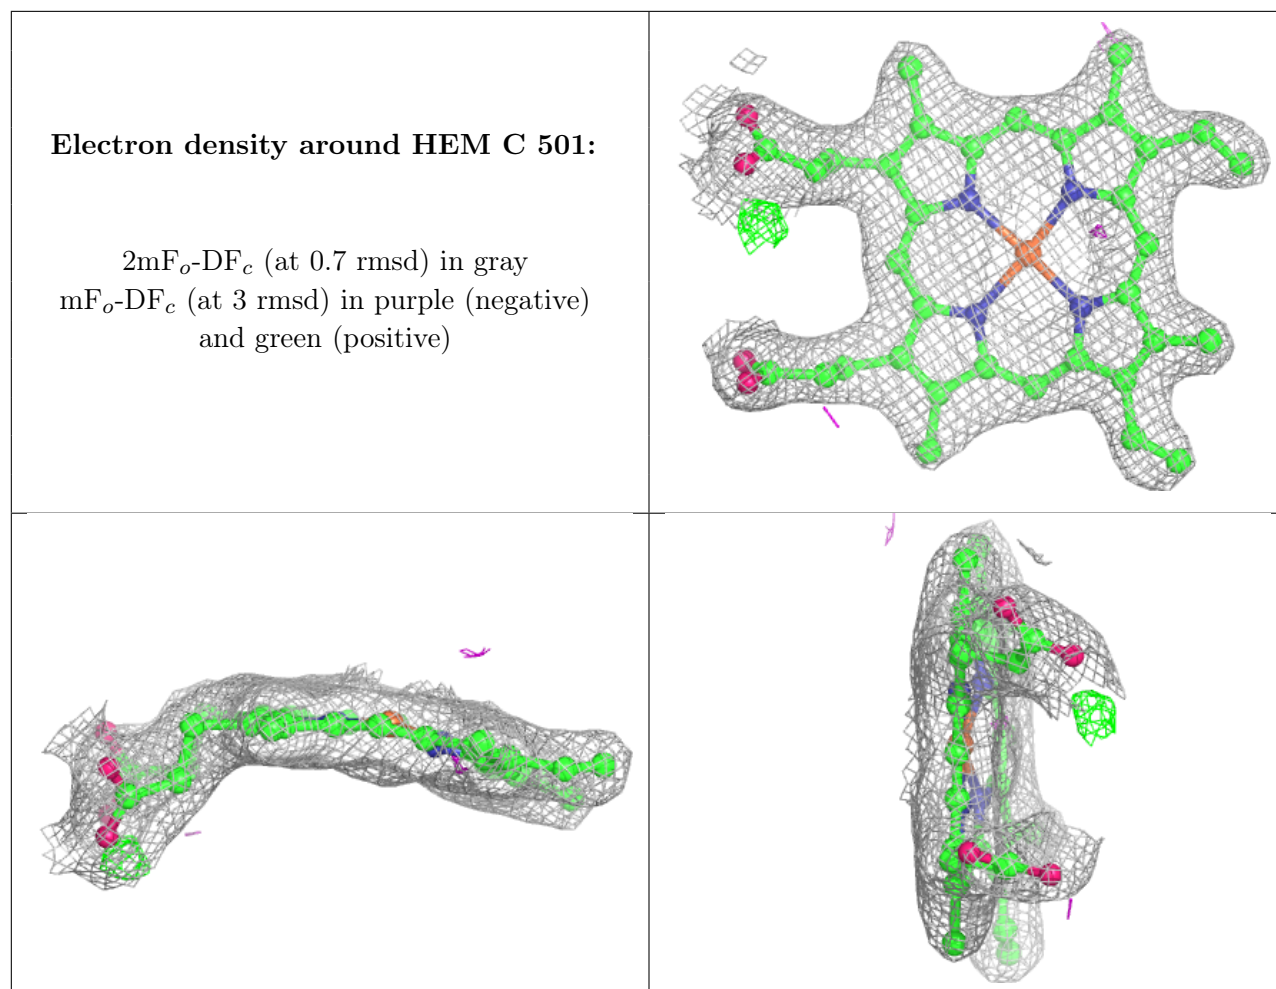 Electron density around HEM C 501:
2mFo-DFc (at 0.7 rmsd) in gray
mFo-DFc (at 3 rmsd) in purple (negative)
and green (positive)